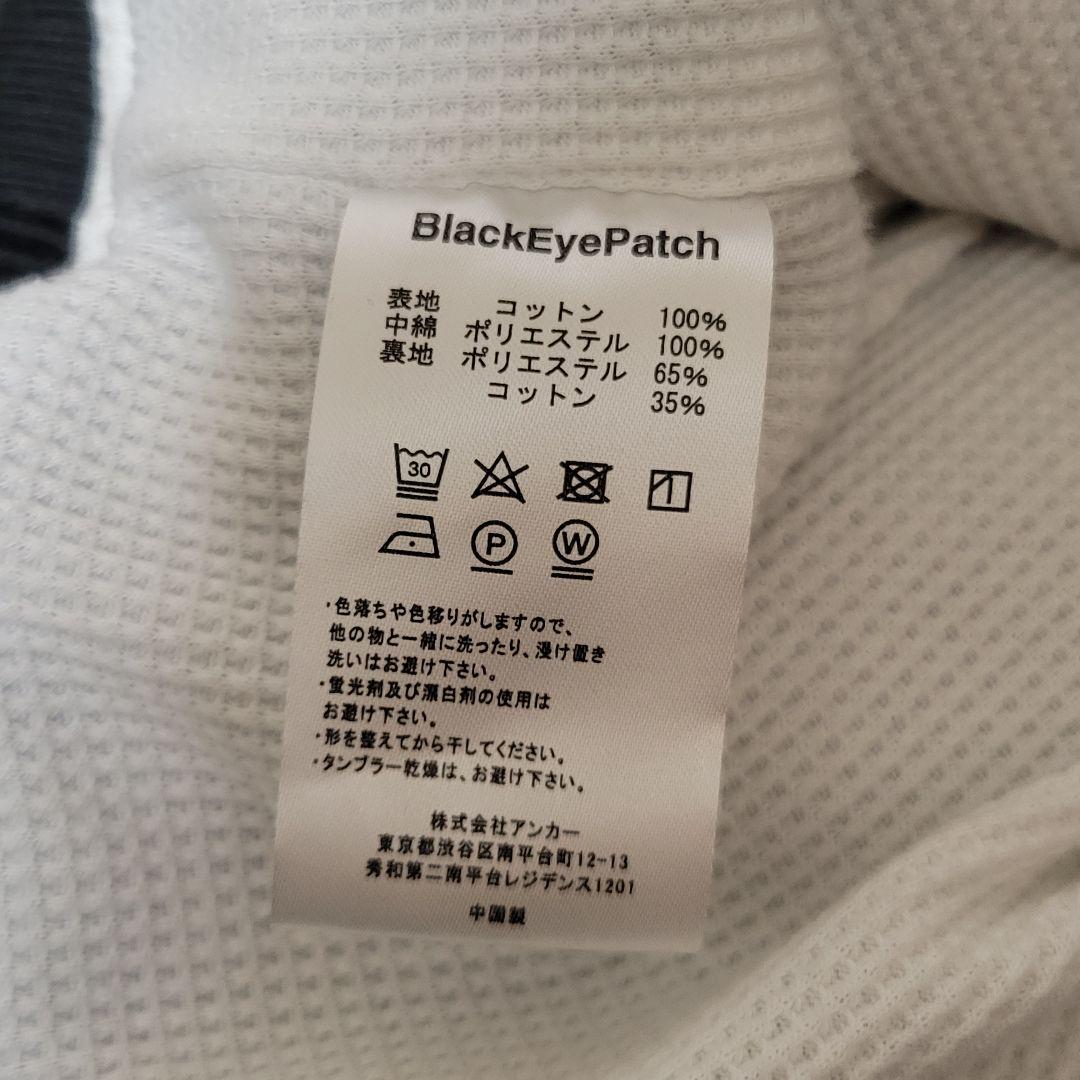 BlackEyePatch
表地 コットン 100%
中綿 ポリエステル 100%
裏地 ポリエステル 65%
コットン 35%
30
P W
・色落ちや色移りがしますので、
他の物と一緒に洗ったり、浸け置き
洗いはお避け下さい。
・蛍光剤及び漂白剤の使用は
お避け下さい。
・形を整えてから干してください。
・タンブラー乾燥は、お避け下さい。
株式会社アンカー
東京都渋谷区南平台町12-13
秀和第二南平台レジデンス1201
中国製